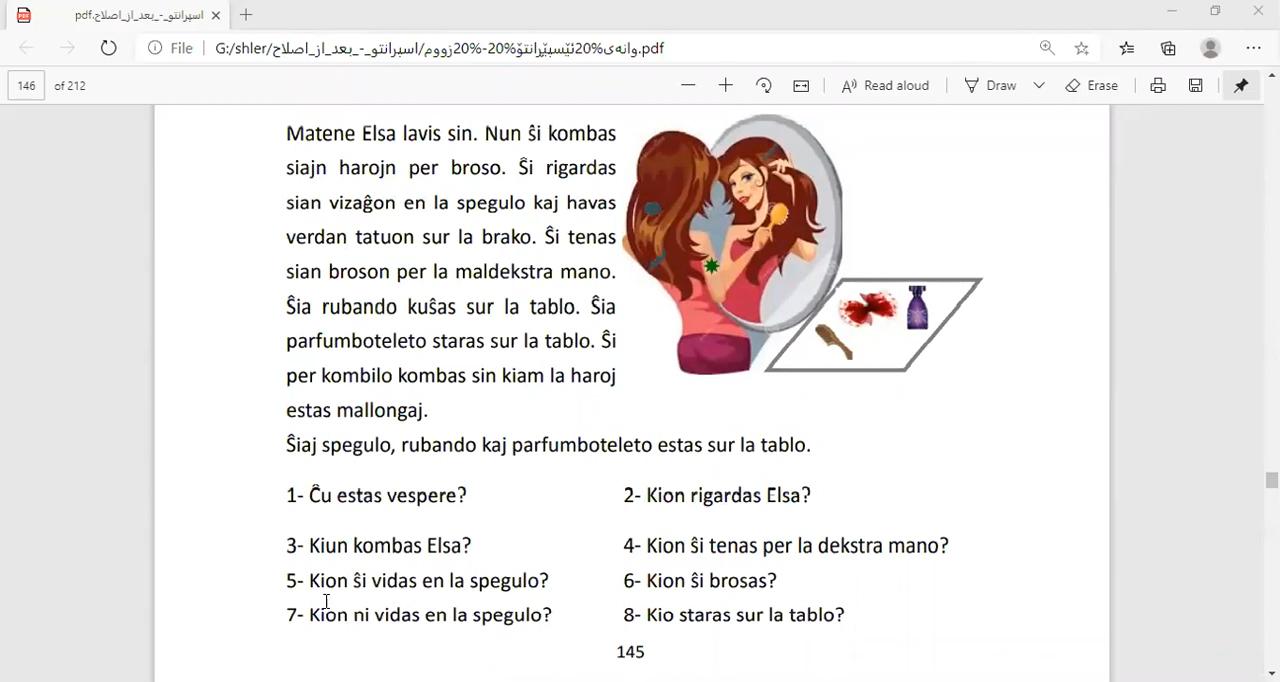 اسپرانتو_-_بعد_از_اصلاح.pdf
File
G:/shler/وانەی%20ئێسپێرانتۆ%20-%20زووم/اسپرانتو_-_بعد_از_اصلاح.pdf
146 of 212
Read aloud
Draw
Erase
Matene Elsa lavis sin. Nun ŝi kombas
siajn harojn per broso. Ŝi rigardas
sian vizaĝon en la spegulo kaj havas
verdan tatuon sur la brako. Ŝi tenas
sian broson per la maldekstra mano.
Ŝia rubando kuŝas sur la tablo. Ŝia
parfumboteleto staras sur la tablo. Ŝi
per kombilo kombas sin kiam la haroj
estas mallongaj.
Ŝiaj spegulo, rubando kaj parfumboteleto estas sur la tablo.
1- Ĉu estas vespere?
2- Kion rigardas Elsa?
3- Kiun kombas Elsa?
4- Kion ŝi tenas per la dekstra mano?
5- Kion ŝi vidas en la spegulo?
6- Kion ŝi brosas?
7- Kion ni vidas en la spegulo?
8- Kio staras sur la tablo?
145